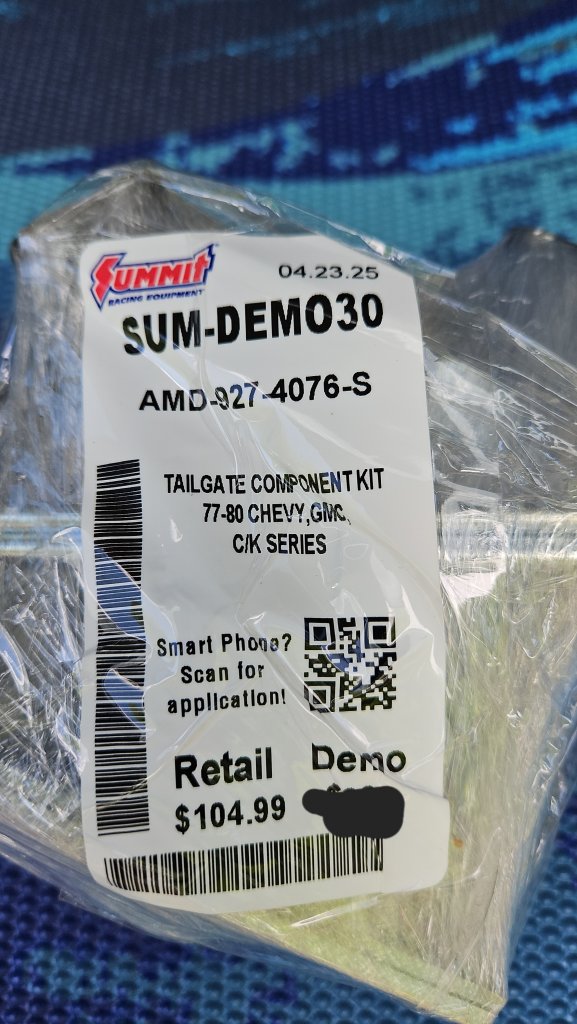 SUMMIT
RACING EQUIPMENT
04.23.25
SUM-DEMO30
AMD-927-4076-S
TAILGATE COMPONENT KIT
77-80 CHEVY,GMC,
C/K SERIES
Smart Phone?
Scan for
application!
Retail Demo
$104.99